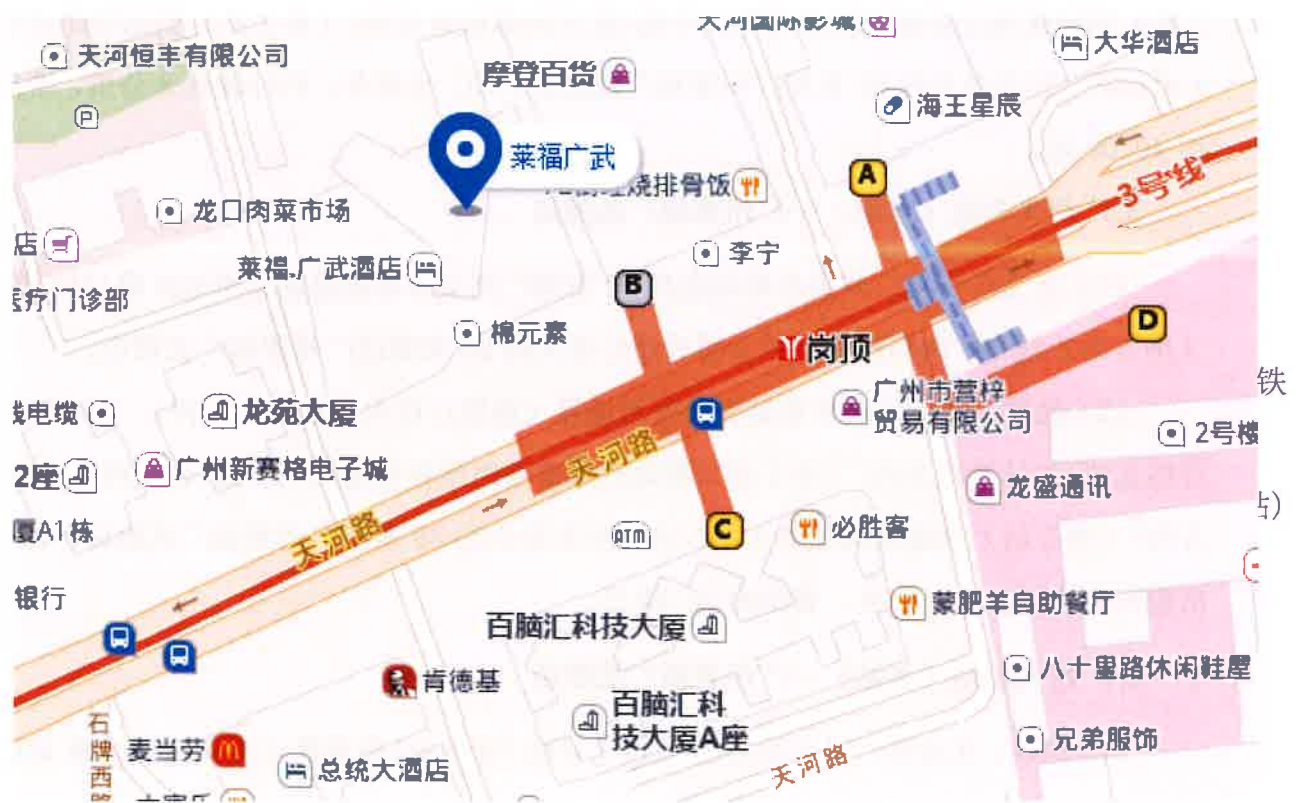 天河国际影城
天河恒丰有限公司
大华酒店
摩登百货
P
海王星辰
莱福广武
烧排骨饭
A
3号线
龙口肉菜市场
店
李宁
莱福.广武酒店
B
医疗门诊部
D
棉元素
岗顶
线电缆
龙苑大厦
广州市营梓
贸易有限公司
铁
2号楼
天河路
2座
广州新赛格电子城
龙盛通讯
站)
厦A1栋
天河路
ATM
C
必胜客
银行
蒙肥羊自助餐厅
百脑汇科技大厦
八十里路休闲鞋屋
肯德基
百脑汇科
技大厦A座
石牌西路
麦当劳
兄弟服饰
总统大酒店
天河路